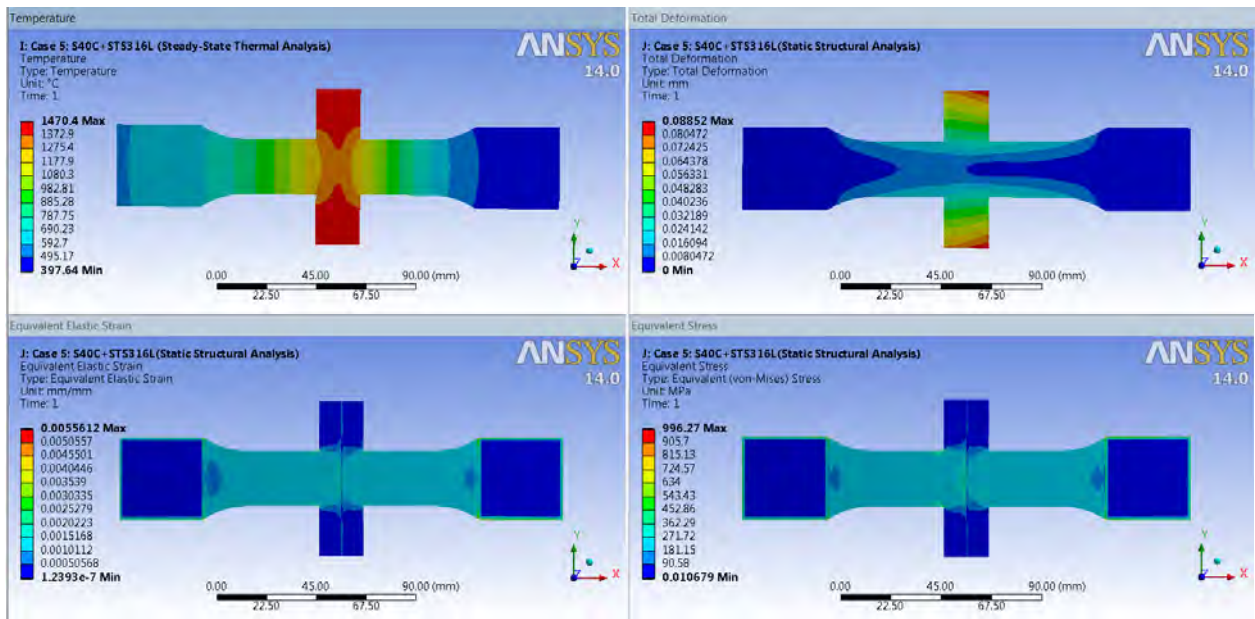 Temperature
I: Case 5: S40C+STS316L (Steady-State Thermal Analysis)
Temperature
Type: Temperature
Unit: °C
Time: 1
ANSYS
14.0
1470.4 Max
1372.9
1275.4
1177.9
1080.3
982.81
885.28
787.75
690.23
592.7
495.17
397.64 Min
0.00 45.00 90.00 (mm)
22.50 67.50
Y
Z X
Total Deformation
J: Case 5: S40C+STS316L(Static Structural Analysis)
Total Deformation
Type: Total Deformation
Unit: mm
Time: 1
ANSYS
14.0
0.08852 Max
0.080472
0.072425
0.064378
0.056331
0.048283
0.040236
0.032189
0.024142
0.016094
0.0080472
0 Min
0.00 45.00 90.00 (mm)
22.50 67.50
Y
Z X
Equivalent Elastic Strain
J: Case 5: S40C+STS316L(Static Structural Analysis)
Equivalent Elastic Strain
Type: Equivalent Elastic Strain
Unit: mm/mm
Time: 1
ANSYS
14.0
0.0055612 Max
0.0050557
0.0045501
0.0040446
0.003539
0.0030335
0.0025279
0.0020223
0.0015168
0.0010112
0.00050568
1.2393e-7 Min
0.00 45.00 90.00 (mm)
22.50 67.50
Y
Z X
Equivalent Stress
J: Case 5: S40C+STS316L(Static Structural Analysis)
Equivalent Stress
Type: Equivalent (von-Mises) Stress
Unit: MPa
Time: 1
ANSYS
14.0
996.27 Max
905.7
815.13
724.57
634
543.43
452.86
362.29
271.72
181.15
90.58
0.010679 Min
0.00 45.00 90.00 (mm)
22.50 67.50
Y
Z X